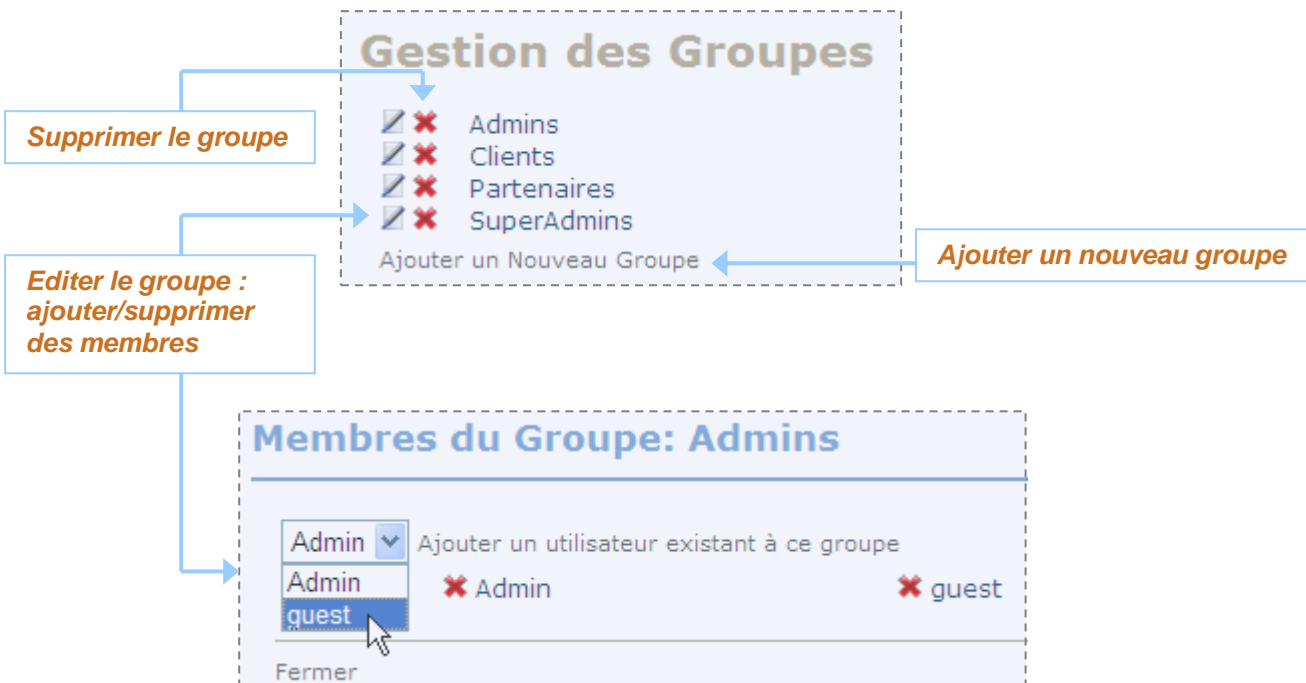 Gestion des Groupes
Supprimer le groupe
Admins
Clients
Partenaires
SuperAdmins
Ajouter un Nouveau Groupe
Ajouter un nouveau groupe
Editer le groupe :
ajouter/supprimer
des membres
Membres du Groupe: Admins
Admin Ajouter un utilisateur existant à ce groupe
Admin Admin guest
guest
Fermer